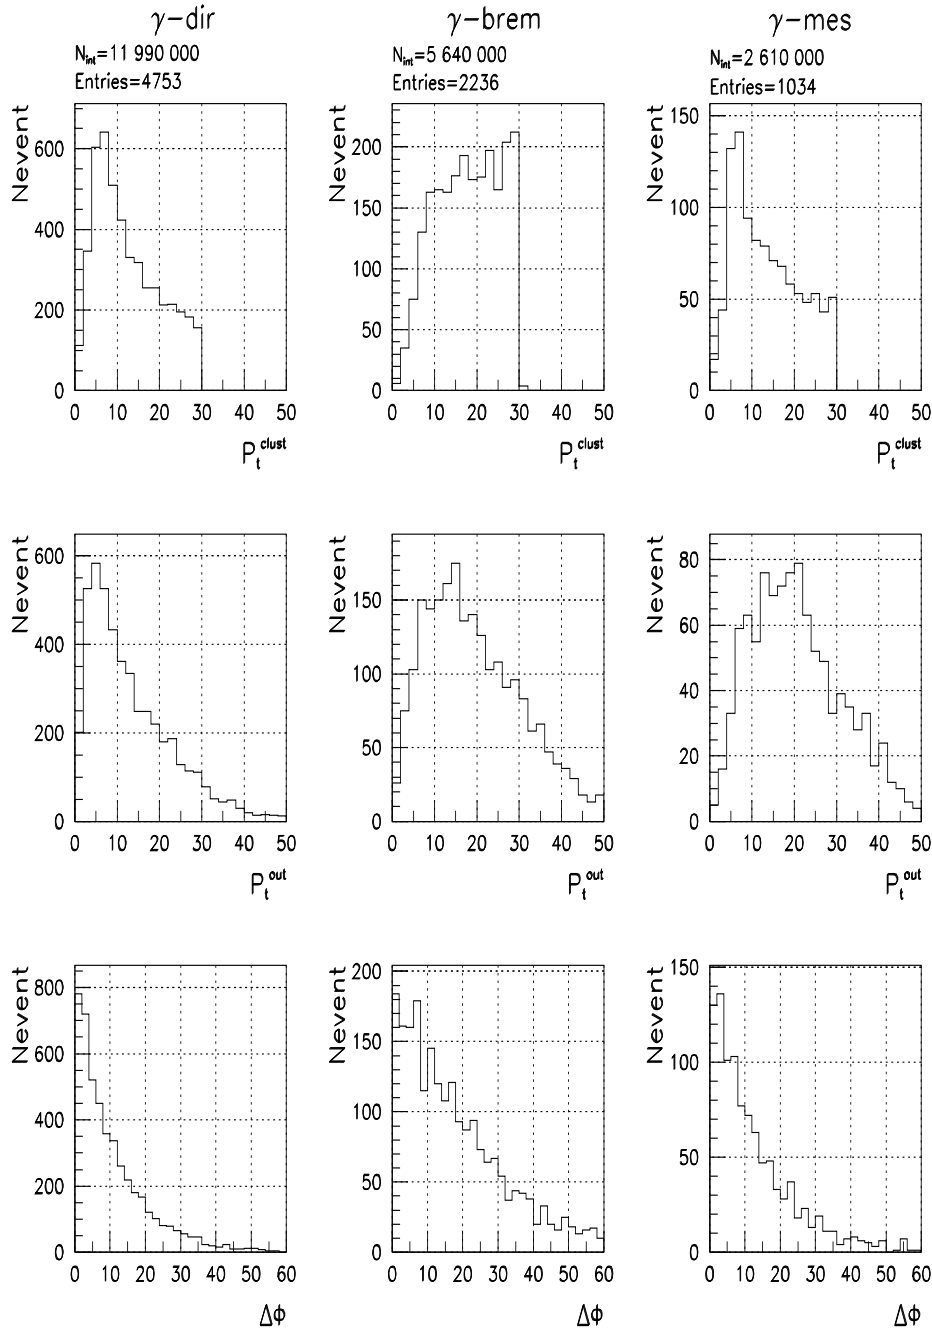 γ-dir γ-brem γ-mes
N_int=11 990 000 N_int=5 640 000 N_int=2 610 000
Entries=4753 Entries=2236 Entries=1034
Nevent Nevent Nevent
600 200 150
400 150 100
200 100 50
50
0 0 0
0 10 20 30 40 50 0 10 20 30 40 50 0 10 20 30 40 50
P_t^clust P_t^clust P_t^clust
Nevent Nevent Nevent
600 150 80
400 100 60
200 50 40
20
0 0 0
0 10 20 30 40 50 0 10 20 30 40 50 0 10 20 30 40 50
P_t^out P_t^out P_t^out
Nevent Nevent Nevent
800 200 150
600 150 100
400 100 50
200 50
0 0 0
0 10 20 30 40 50 60 0 10 20 30 40 50 60 0 10 20 30 40 50 60
ΔΦ ΔΦ ΔΦ